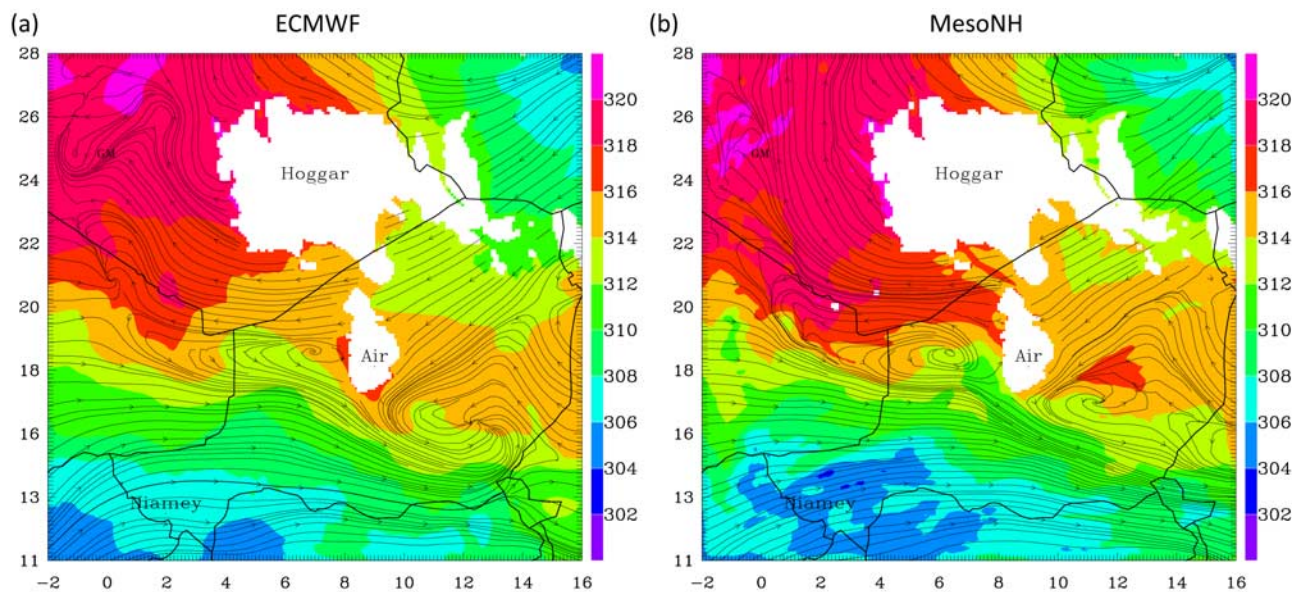 (a) ECMWF (b) MesoNH
28 28
26 320 26 320
GM 318 GM 318
24 Hoggar 316 24 Hoggar 316
22 314 22 314
20 312 20 312
18 Air 310 18 Air 310
16 308 16 308
306 306
13 Niamey 304 13 Niamey 304
302 302
11 11
−2 0 2 4 6 8 10 12 14 16 −2 0 2 4 6 8 10 12 14 16